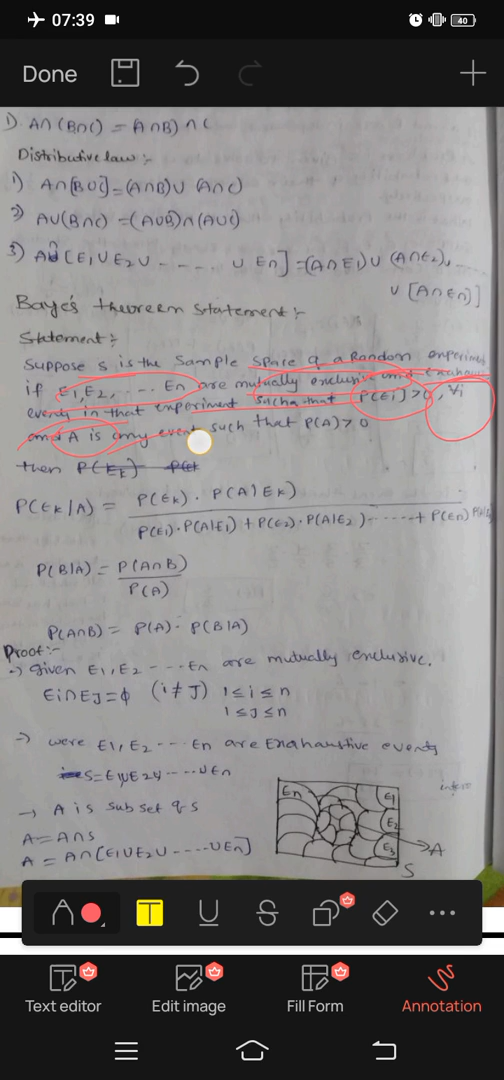 07:39
40
Done
1). A∩(B∩C) = (A∩B)∩C
Distributive law :-
1) A∩[B∪C]=(A∩B)∪(A∩C)
2) A∪(B∩C)=(A∪B)∩(A∪C)
3) A∩[E1∪E2∪ - - - - . . ∪ En]=(A∩E1)∪(A∩E2)..
∪[A∩En)]
Baye's theorem statement :-
Statement :-
Suppose s is the sample space of a Random experiment
if E1,E2, - - - En are mutually exclusive and
events in that experiment sucha that P(Ei)>0, ∀i
and A is any event such that P(A)>0
then P(Ek)
P(Ek/A) = P(Ek).P(A|Ek)
P(E1).P(A|E1)+P(E2).P(A|E2)------+P(En)
P(B|A)= P(A∩B)
P(A)
P(A∩B)= P(A).P(B|A)
Proof :-
→ Given E1,E2 - - - En are mutually exclusive.
Ei∩EJ=ϕ (i≠J) 1≤i≤n
1≤J≤n
→ were E1,E2 - - - En are Exahaustive events
S=E1∪E2∪ - - - - ∪En
→ A is sub set of s
A=A∩S
A = A∩[E1∪E2∪ - - . . - ∪En]
En
E1
E2
E3
A
S
Text editor
Edit image
Fill Form
Annotation